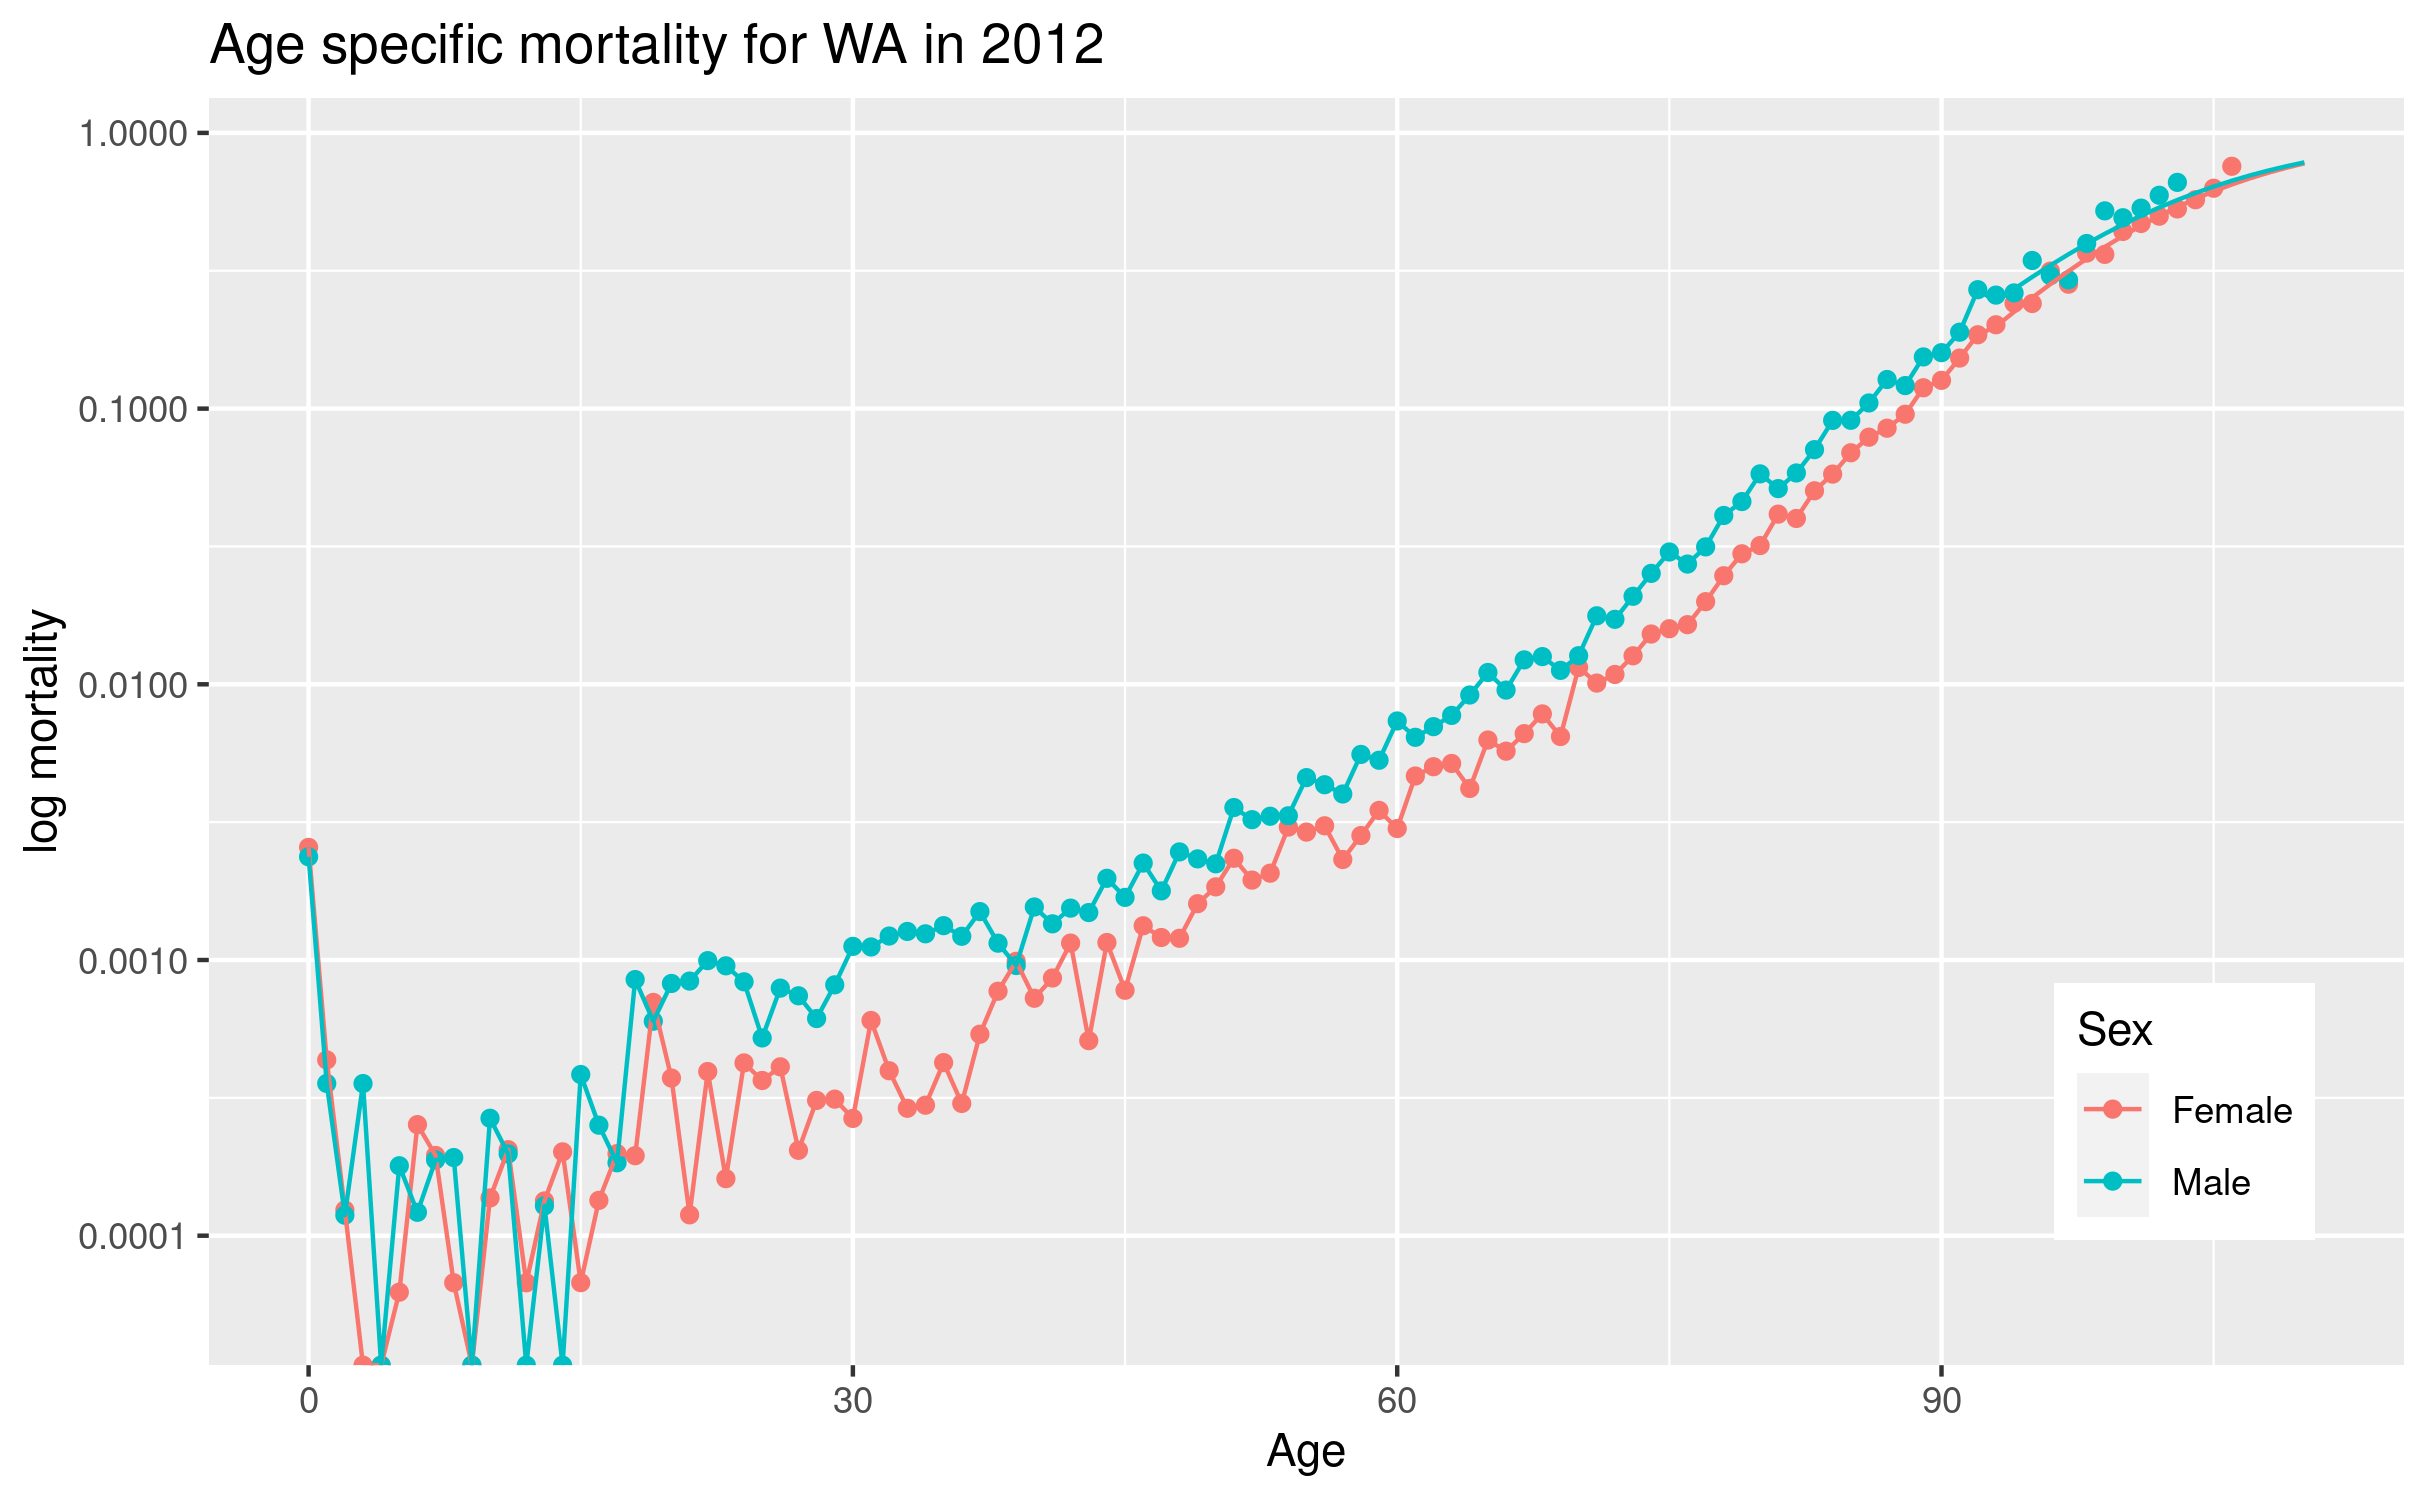 Age specific mortality for WA in 2012
1.0000
0.1000
0.0100
0.0010
0.0001
log mortality
0 30 60 90
Age
Sex
Female
Male